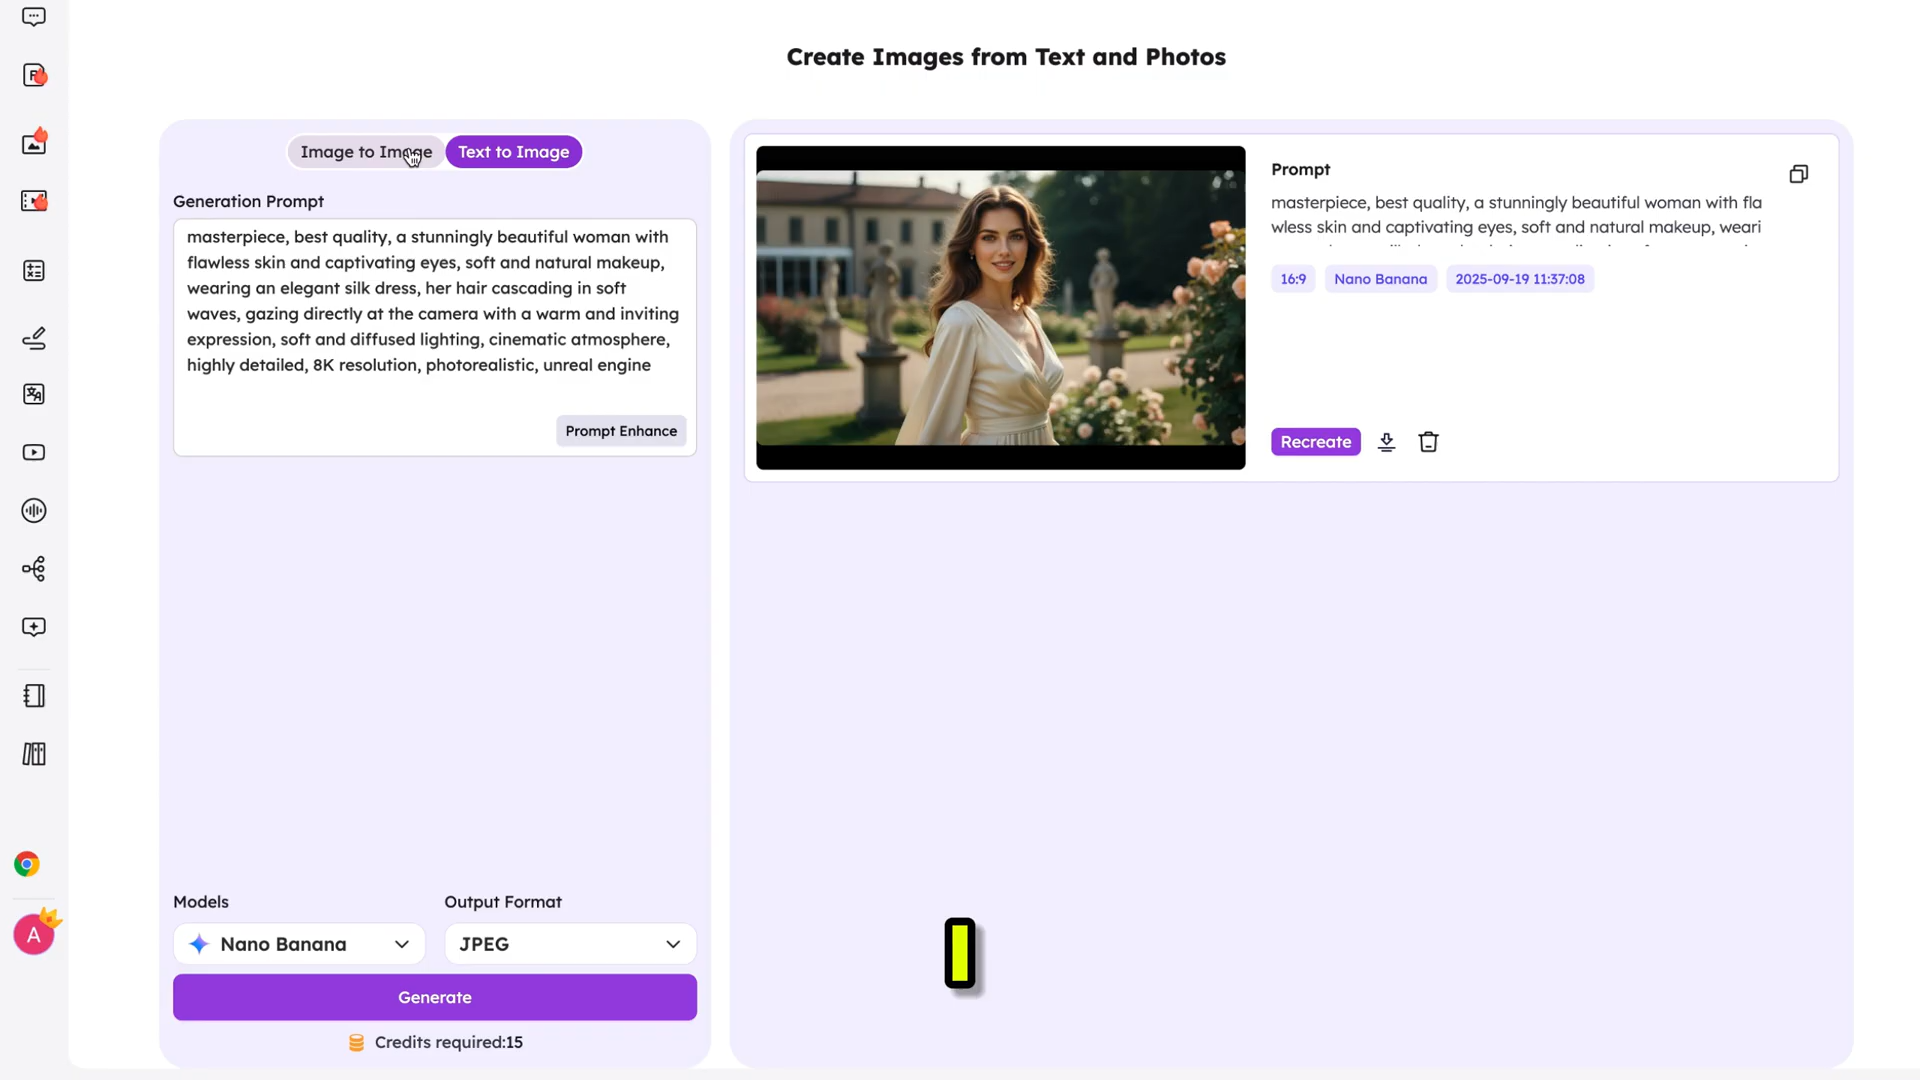 Create Images from Text and Photos
Image to Image
Text to Image
Generation Prompt
masterpiece, best quality, a stunningly beautiful woman with
flawless skin and captivating eyes, soft and natural makeup,
wearing an elegant silk dress, her hair cascading in soft
waves, gazing directly at the camera with a warm and inviting
expression, soft and diffused lighting, cinematic atmosphere,
highly detailed, 8K resolution, photorealistic, unreal engine
Prompt Enhance
Models
Output Format
Nano Banana
JPEG
Generate
Credits required:15
Prompt
masterpiece, best quality, a stunningly beautiful woman with fla
wless skin and captivating eyes, soft and natural makeup, weari
16:9
Nano Banana
2025-09-19 11:37:08
Recreate
A
I